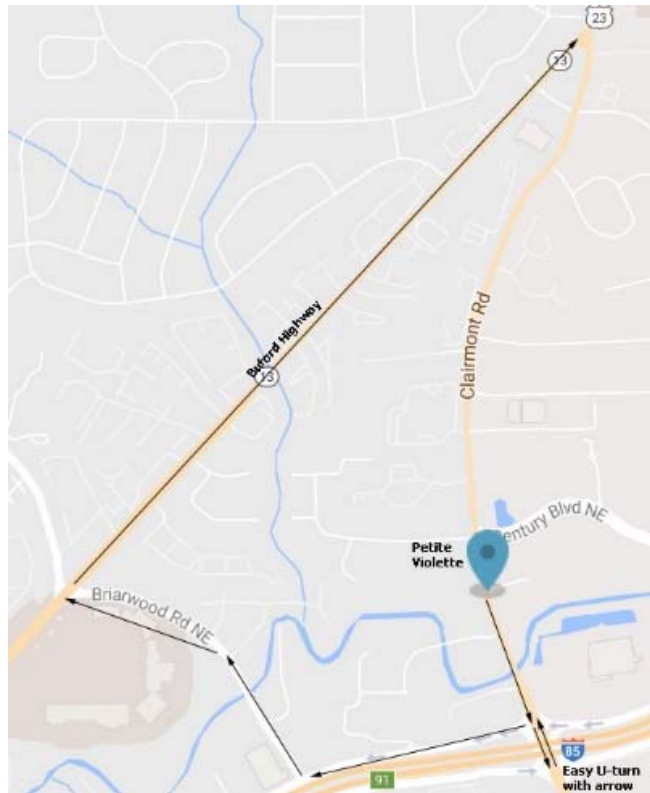 23
13
Buford Highway
13
Clairmont Rd
Century Blvd NE
Petite
Violette
Briarwood Rd NE
85
91
Easy U-turn
with arrow